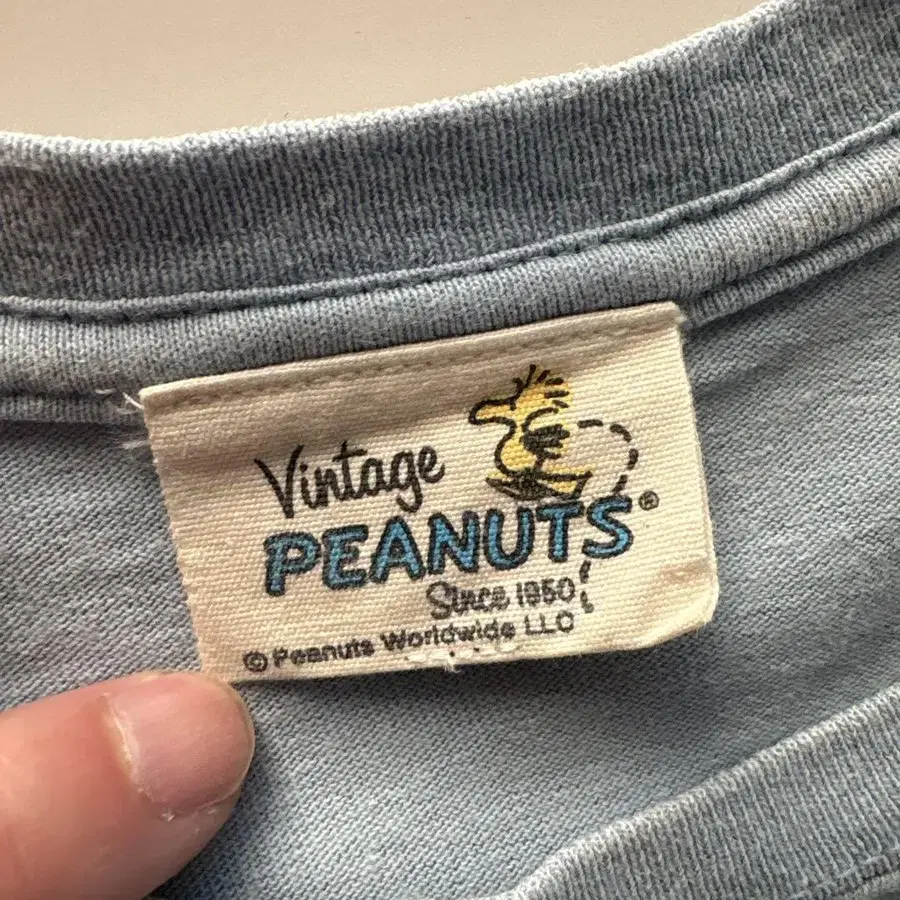 Vintage
PEANUTS®
Since 1950
© Peanuts Worldwide LLC